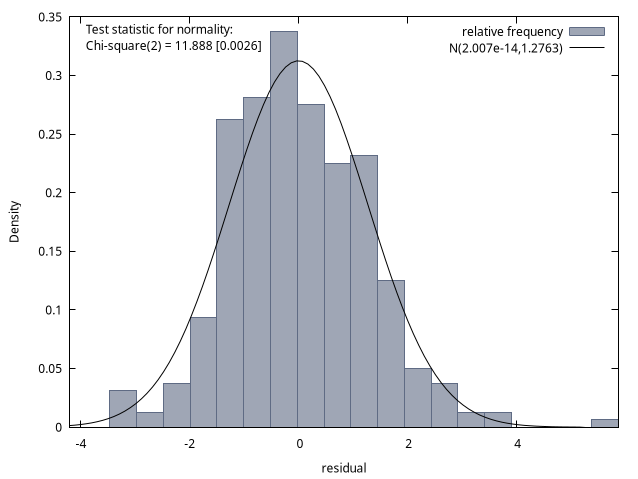 Test statistic for normality:
Chi-square(2) = 11.888 [0.0026]
relative frequency
N(2.007e-14,1.2763)
0.35
0.3
0.25
0.2
0.15
0.1
0.05
0
Density
-4
-2
0
2
4
residual